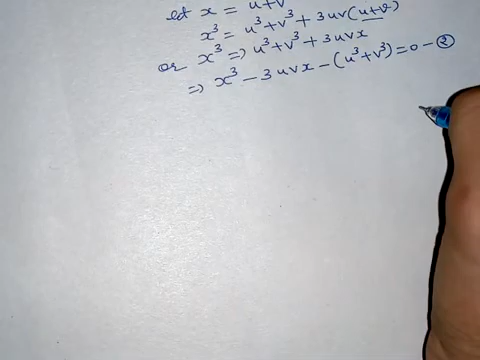 let x = u+v
x³ = u³+v³ + 3uv(u+v)
or x³ => u³+v³ + 3uvx
=> x³ - 3uvx - (u³+v³) = 0 - ②